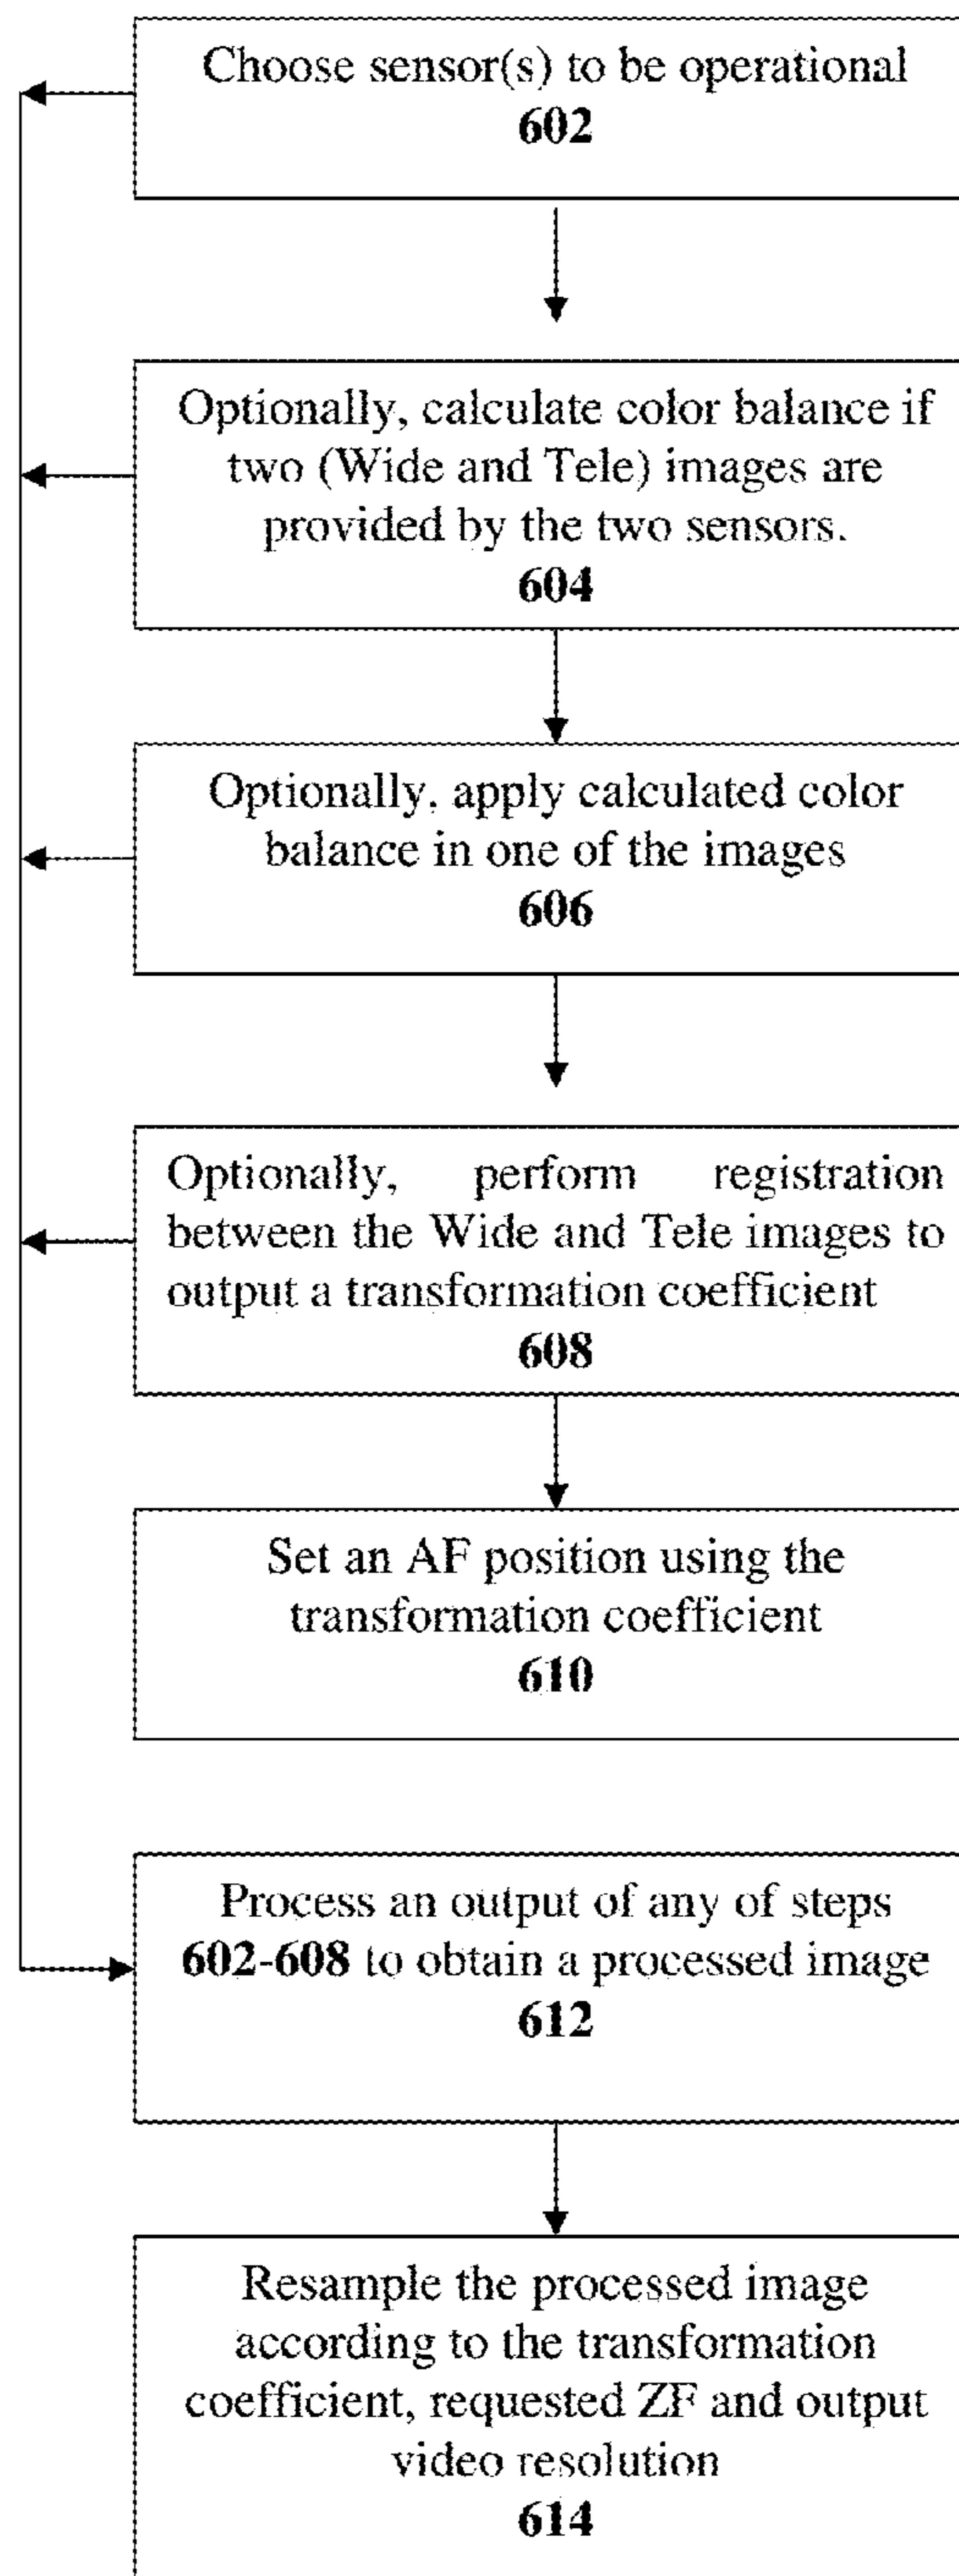 Choose sensor(s) to be operational
602
Optionally, calculate color balance if
two (Wide and Tele) images are
provided by the two sensors.
604
Optionally, apply calculated color
balance in one of the images
606
Optionally, perform registration
between the Wide and Tele images to
output a transformation coefficient
608
Set an AF position using the
transformation coefficient
610
Process an output of any of steps
602-608 to obtain a processed image
612
Resample the processed image
according to the transformation
coefficient, requested ZF and output
video resolution
614